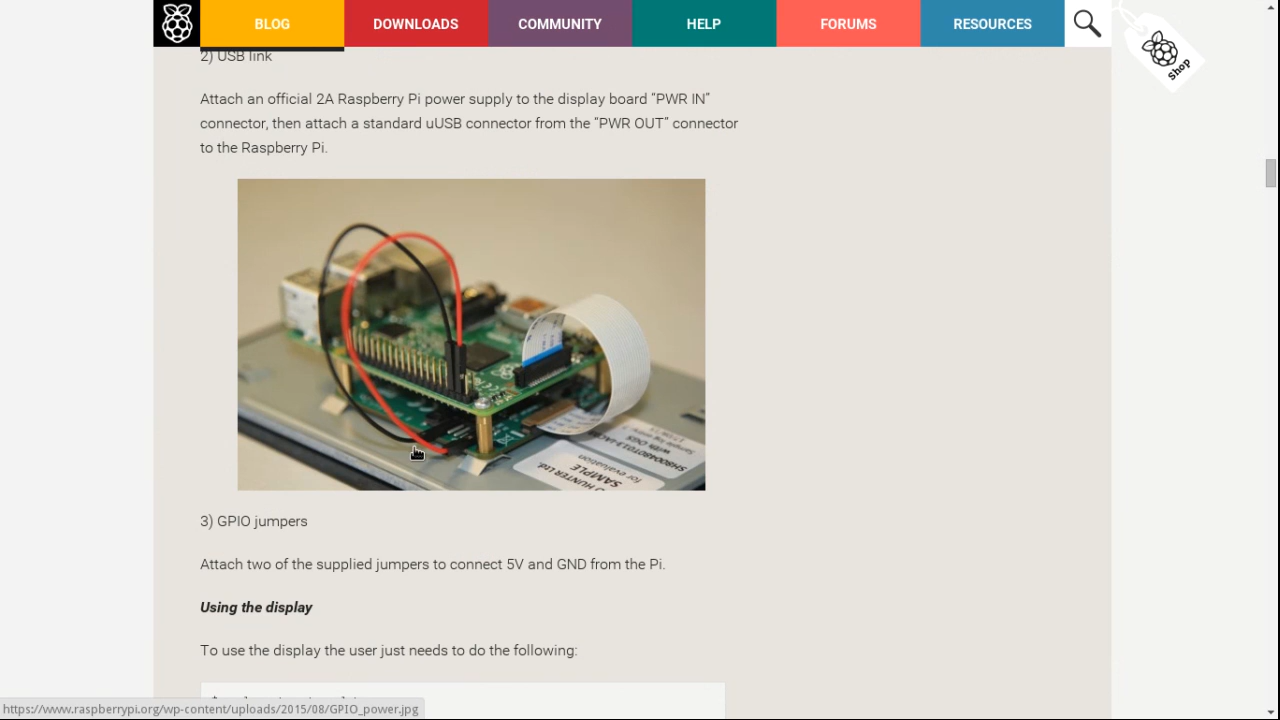 BLOG
DOWNLOADS
COMMUNITY
HELP
FORUMS
RESOURCES
Shop
2) USB link
Attach an official 2A Raspberry Pi power supply to the display board “PWR IN”
connector, then attach a standard uUSB connector from the “PWR OUT” connector
to the Raspberry Pi.
SAMPLE
for evaluation
3) GPIO jumpers
Attach two of the supplied jumpers to connect 5V and GND from the Pi.
Using the display
To use the display the user just needs to do the following:
https://www.raspberrypi.org/wp-content/uploads/2015/08/GPIO_power.jpg